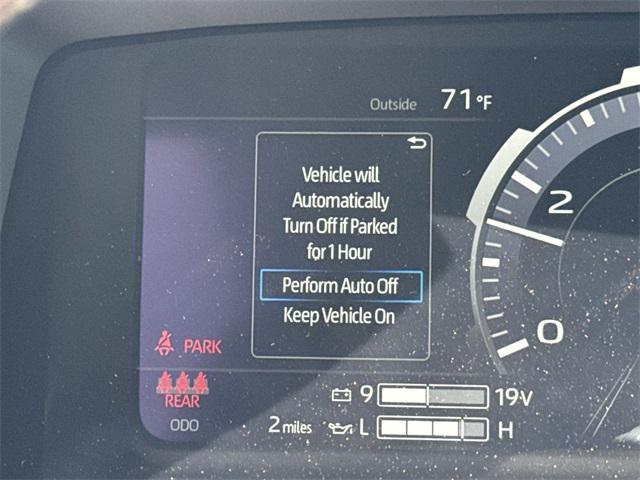 Outside 71°F
Vehicle will
Automatically
Turn Off if Parked
for 1 Hour
Perform Auto Off
Keep Vehicle On
2
0
PARK
REAR
ODO
9 19V
2 miles L H